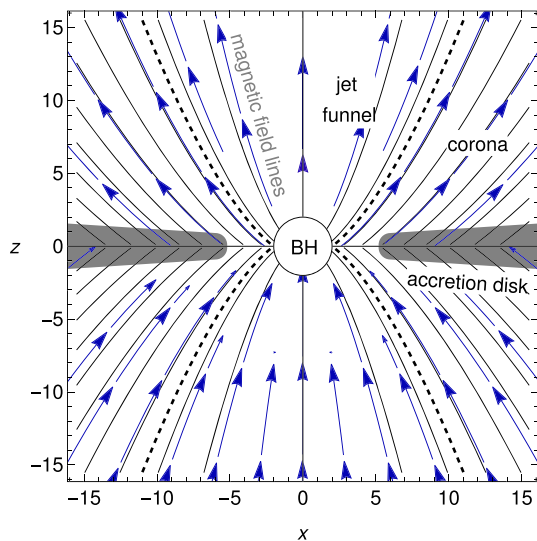 15
10
5
0
−5
−10
−15
z
magnetic field lines
jet
funnel
corona
BH
accretion disk
−15 −10 −5 0 5 10 15
x